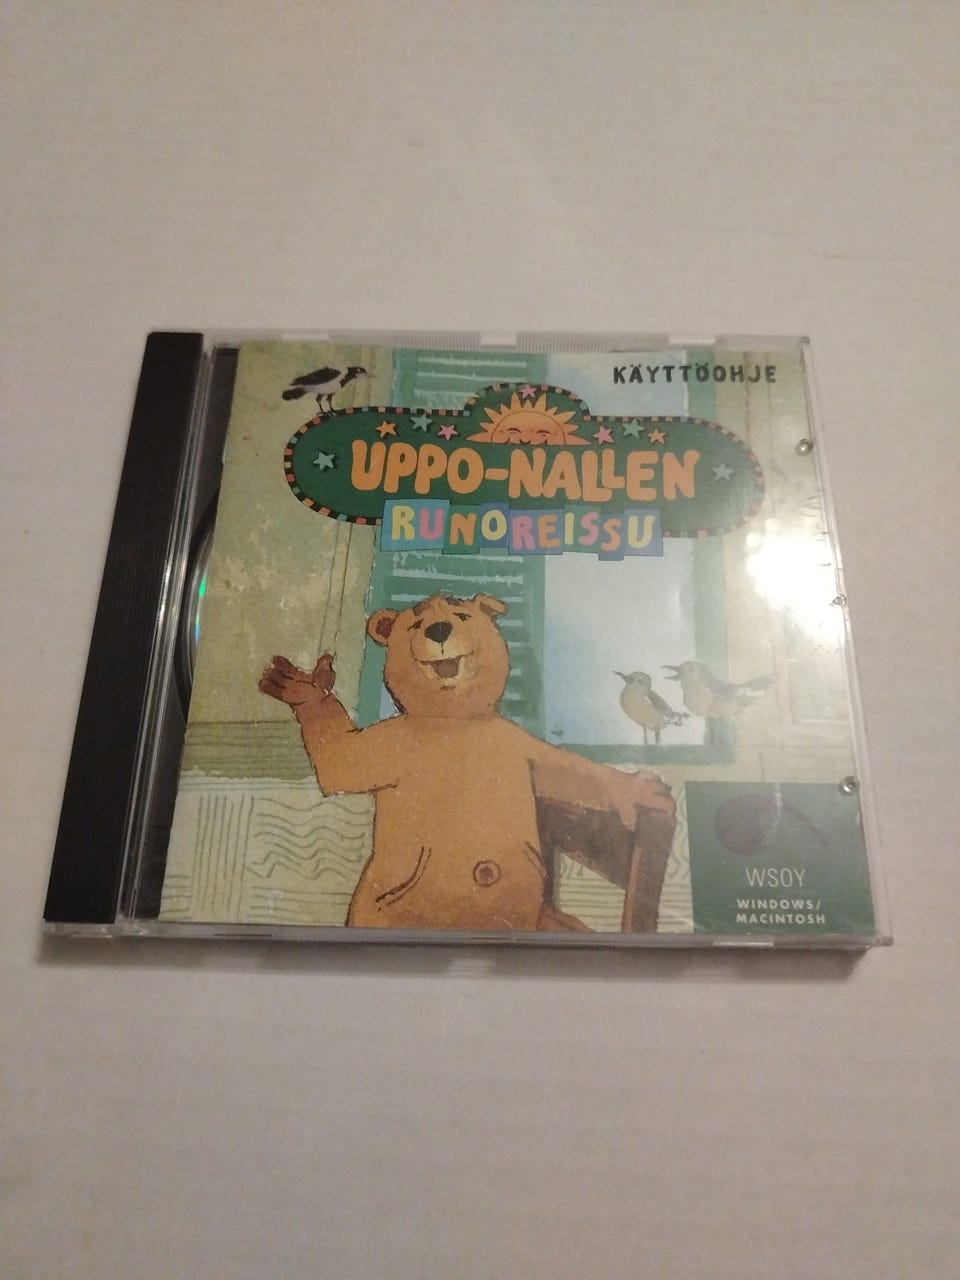 KÄYTTÖOHJE
UPPO-NALLEN
RUNOREISSU
WSOY
WINDOWS/
MACINTOSH